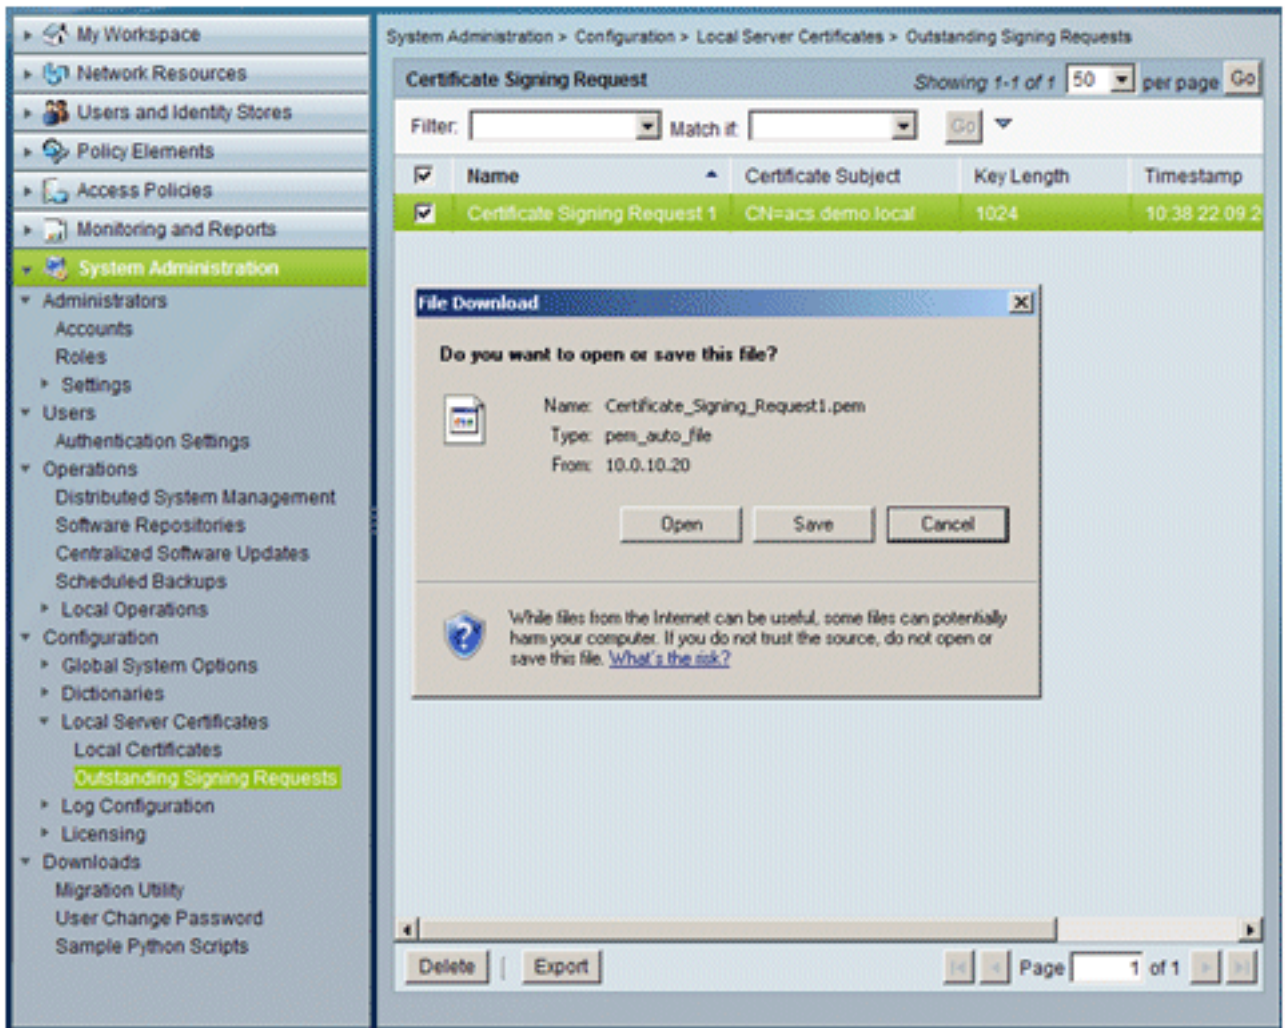 My Workspace
Network Resources
Users and Identity Stores
Policy Elements
Access Policies
Monitoring and Reports
System Administration
Administrators
Accounts
Roles
Settings
Users
Authentication Settings
Operations
Distributed System Management
Software Repositories
Centralized Software Updates
Scheduled Backups
Local Operations
Configuration
Global System Options
Dictionaries
Local Server Certificates
Local Certificates
Outstanding Signing Requests
Log Configuration
Licensing
Downloads
Migration Utility
User Change Password
Sample Python Scripts
System Administration > Configuration > Local Server Certificates > Outstanding Signing Requests
Certificate Signing Request Showing 1-1 of 1 50 per page Go
Filter: Match if: Go
Name Certificate Subject Key Length Timestamp
Certificate Signing Request 1 CN=acs.demo.local 1024 10:38 22.09.2
File Download
Do you want to open or save this file?
Name: Certificate_Signing_Request1.pem
Type: pem_auto_file
From: 10.0.10.20
Open Save Cancel
While files from the Internet can be useful, some files can potentially
harm your computer. If you do not trust the source, do not open or
save this file. What's the risk?
Delete | Export Page 1 of 1